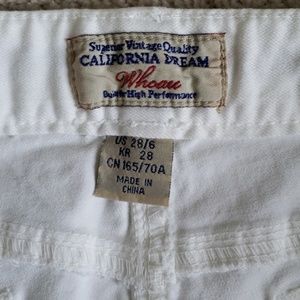 Superior Vintage Quality
CALIFORNIA DREAM
Whoau
Built for High Performance
US 28/6
KR 28
CN 165/70A
MADE IN
CHINA